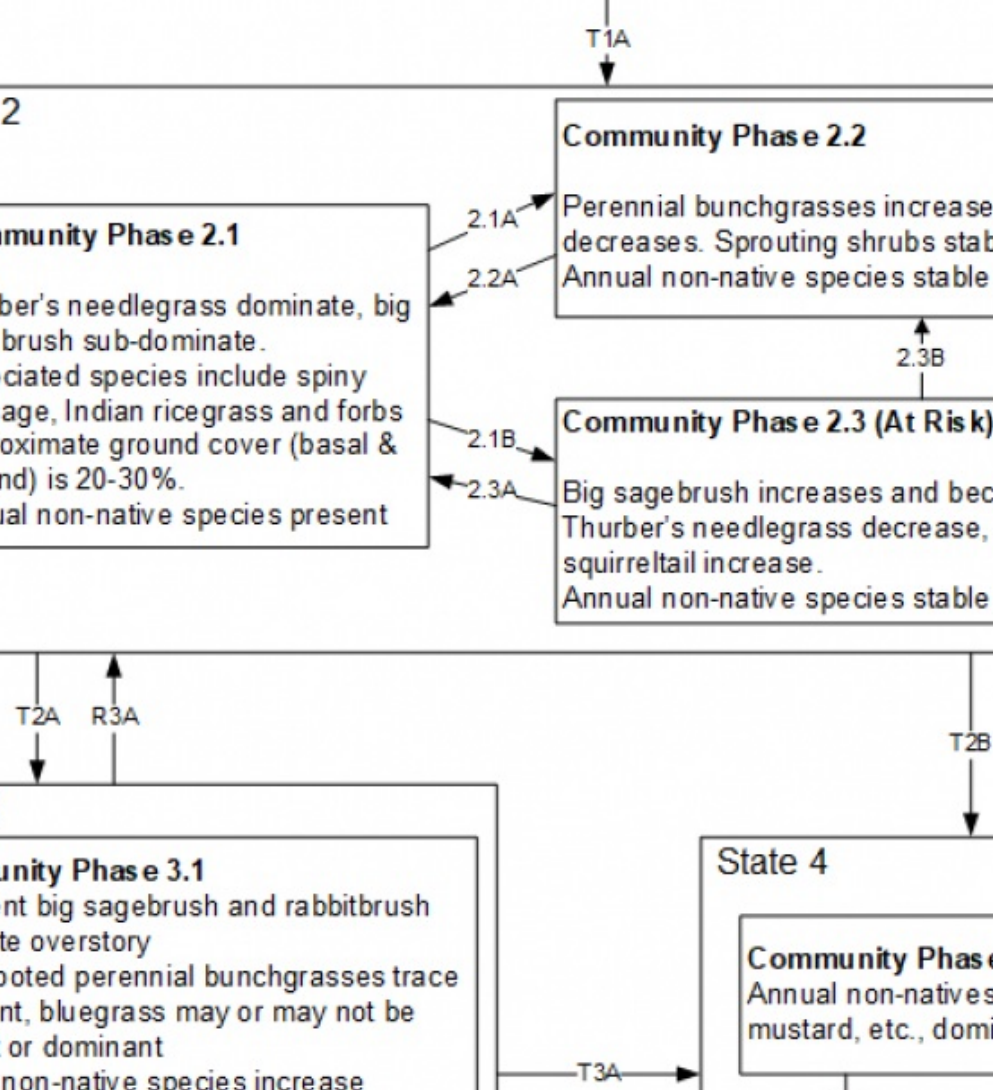 T1A
2
Community Phase 2.2
Perennial bunchgrasses increase
decreases. Sprouting shrubs stab
Annual non-native species stable
2.1A
2.2A
munity Phase 2.1
ber's needlegrass dominate, big
brush sub-dominate.
ciated species include spiny
age, Indian ricegrass and forbs
oximate ground cover (basal &
nd) is 20-30%.
ual non-native species present
2.3B
2.1B
2.3A
Community Phase 2.3 (At Risk)
Big sagebrush increases and bec
Thurber's needlegrass decrease,
squirreltail increase.
Annual non-native species stable
T2A
R3A
T2B
unity Phase 3.1
ent big sagebrush and rabbitbrush
te overstory
ooted perennial bunchgrasses trace
nt, bluegrass may or may not be
t or dominant
non-native species increase
T3A
State 4
Community Phase
Annual non-natives
mustard, etc., domi